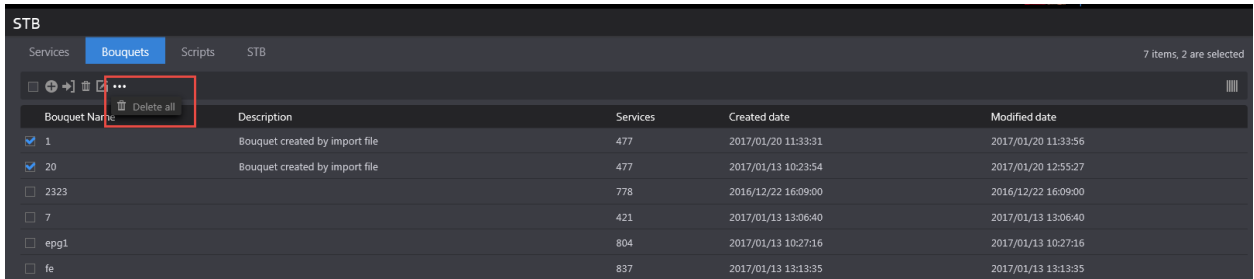 STB
Services Bouquets Scripts STB 7 items, 2 are selected
Delete all
Bouquet Name Description Services Created date Modified date
1 Bouquet created by import file 477 2017/01/20 11:33:31 2017/01/20 11:33:56
20 Bouquet created by import file 477 2017/01/13 10:23:54 2017/01/20 12:55:27
2323 778 2016/12/22 16:09:00 2016/12/22 16:09:00
7 421 2017/01/13 13:06:40 2017/01/13 13:06:40
epg1 804 2017/01/13 10:27:16 2017/01/13 10:27:16
fe 837 2017/01/13 13:13:35 2017/01/13 13:13:35